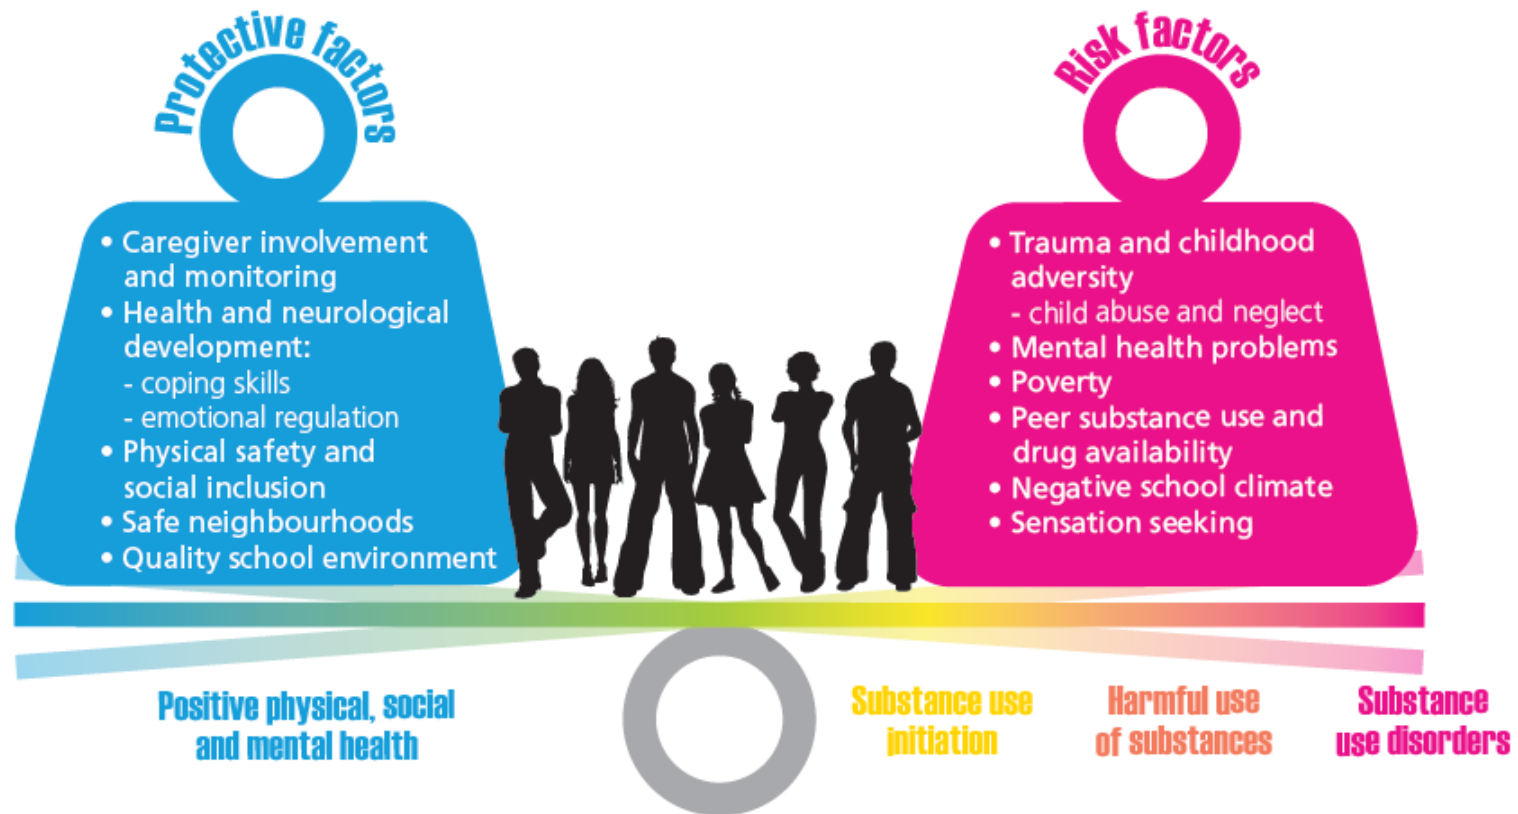 Protective factors
• Caregiver involvement
and monitoring
• Health and neurological
development:
- coping skills
- emotional regulation
• Physical safety and
social inclusion
• Safe neighbourhoods
• Quality school environment
Risk factors
• Trauma and childhood
adversity
- child abuse and neglect
• Mental health problems
• Poverty
• Peer substance use and
drug availability
• Negative school climate
• Sensation seeking
Positive physical, social
and mental health
Substance use
initiation
Harmful use
of substances
Substance
use disorders